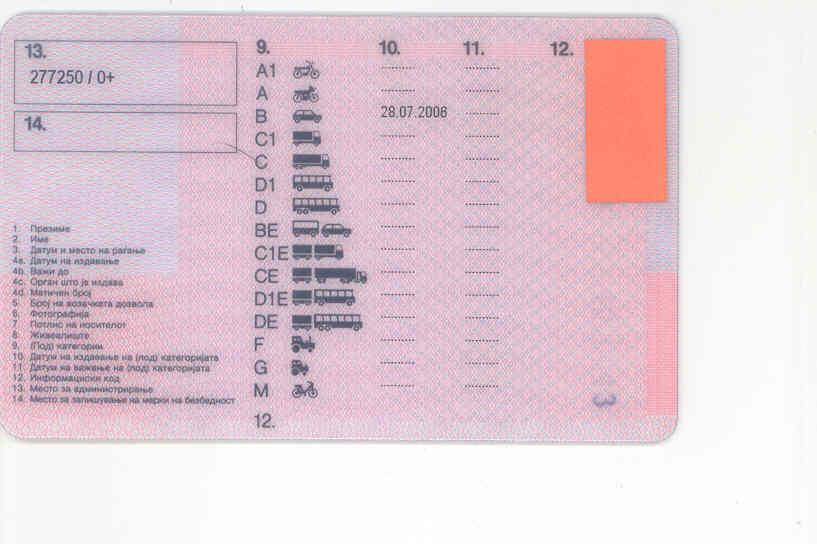 13.
277250 / 0+
14.
9. 10. 11. 12.
A1
A
B 28.07.2006
C1
C
D1
D
BE
C1E
CE
D1E
DE
F
G
M
12.
1. Презиме
2. Име
3. Датум и место на раѓање
4a. Датум на издавање
4b. Важи до
4c. Орган што ја издава
4d. Матичен број
5. Број на возачката дозвола
6. Фотографија
7. Потпис на носителот
8. Живеалиште
9. (Под) категории
10. Датум на издавање на (под) категоријата
11. Датум на важање на (под) категоријата
12. Информациски код
13. Место за администрирање
14. Место за запишување на мерки на безбедност
3